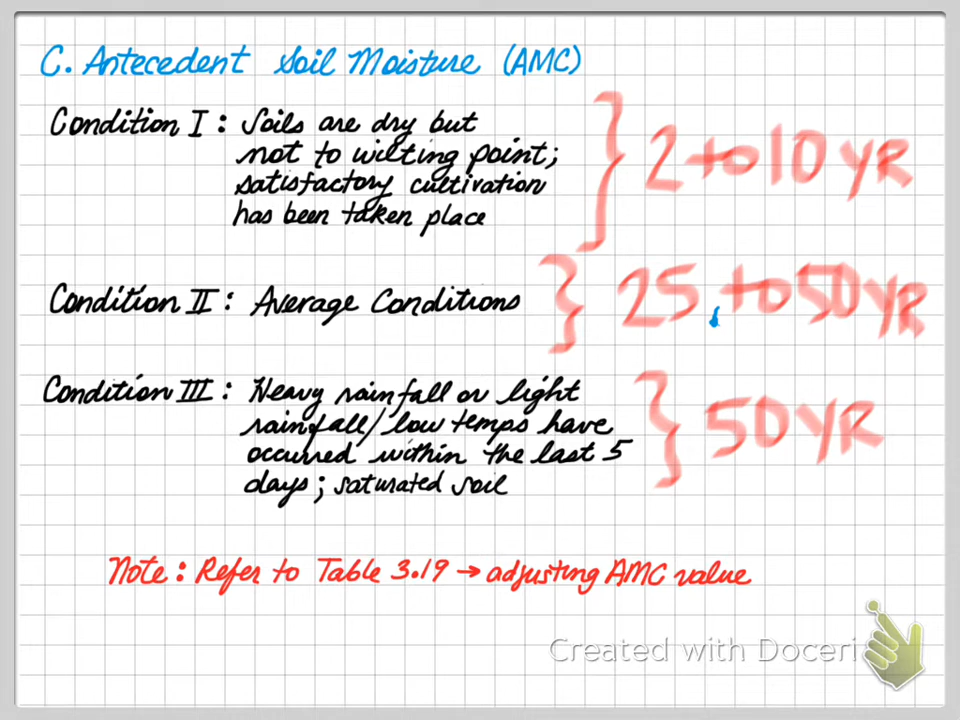 C. Antecedent Soil Moisture (AMC)
Condition I: Soils are dry but
not to wilting point;
satisfactory cultivation
has been taken place
2 to 10 YR
Condition II: Average Conditions
25 to 50 YR
Condition III: Heavy rainfall or light
rainfall/low temps have
occurred within the last 5
days; saturated soil
50 YR
Note: Refer to Table 3.19 → adjusting AMC value
Created with Doceri